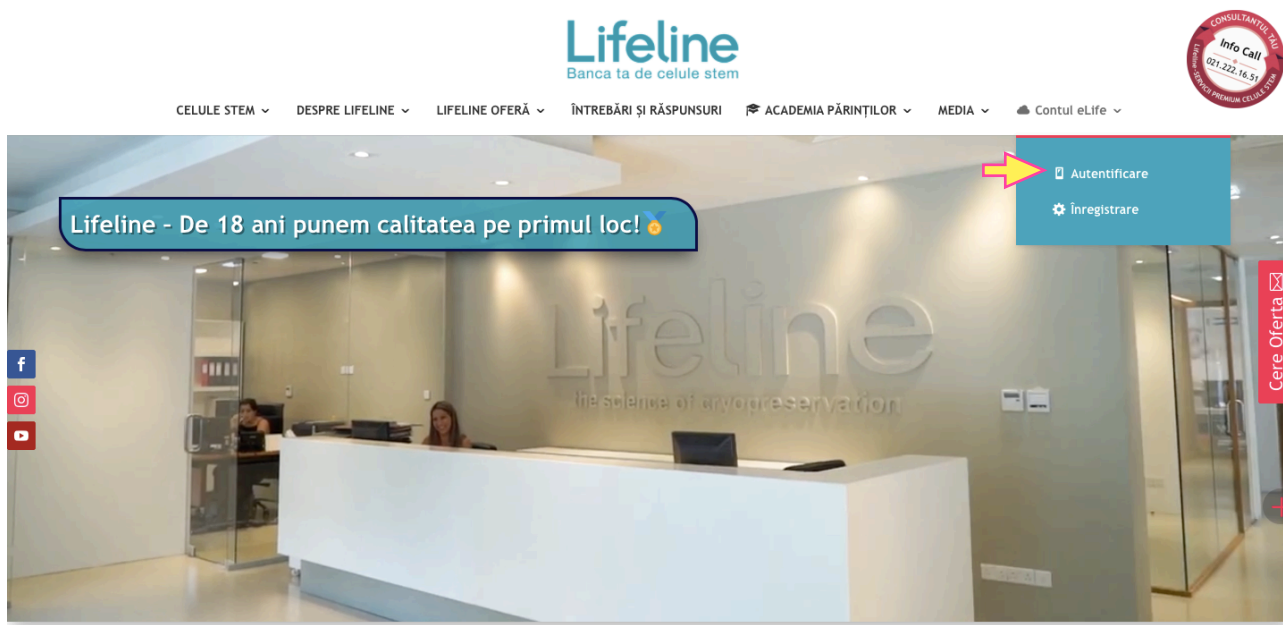 Lifeline
Banca ta de celule stem
CONSULTANTUL TĂU
Info Call
021.222.16.51
Lifeline - SERVICII PREMIUM CELULE STEM
CELULE STEM
DESPRE LIFELINE
LIFELINE OFERĂ
ÎNTREBĂRI ȘI RĂSPUNSURI
ACADEMIA PĂRINȚILOR
MEDIA
Contul eLife
Autentificare
Înregistrare
Lifeline - De 18 ani punem calitatea pe primul loc!
Lifeline
the science of cryopreservation
Cere Oferta